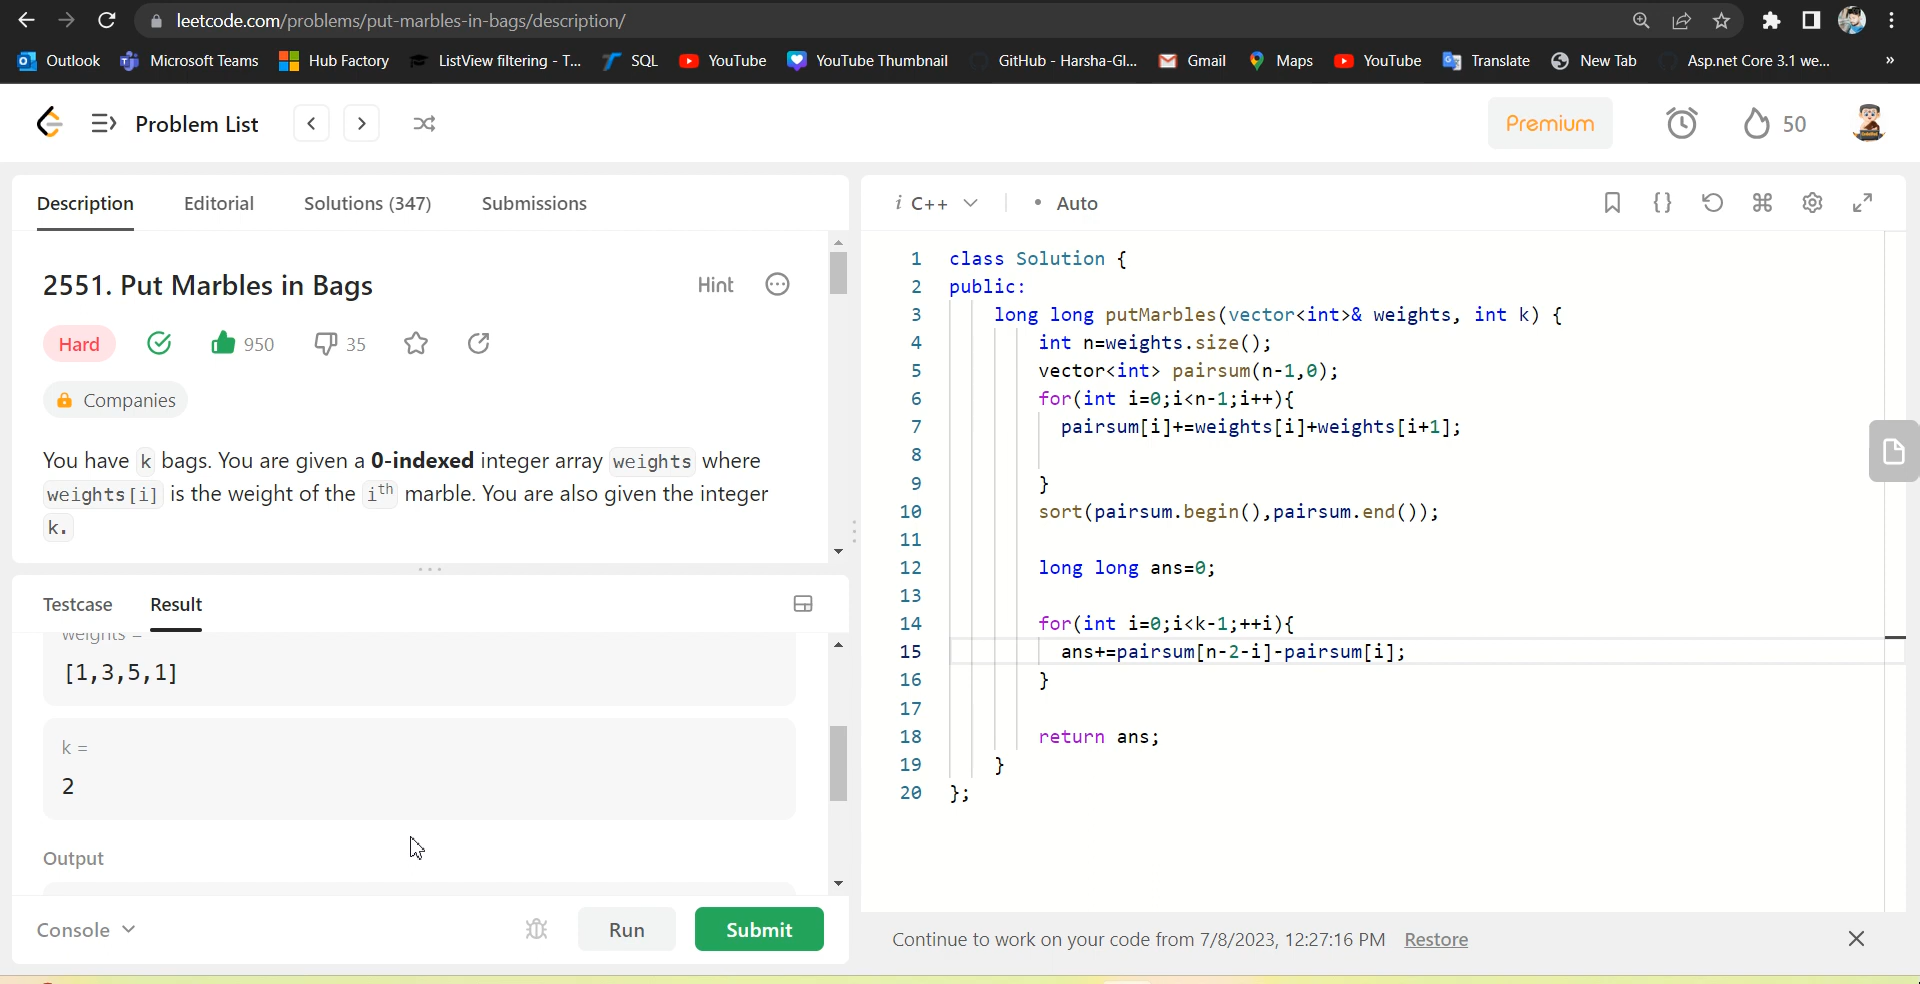 leetcode.com/problems/put-marbles-in-bags/description/
Outlook Microsoft Teams Hub Factory ListView filtering - T... SQL YouTube YouTube Thumbnail GitHub - Harsha-Gl... Gmail Maps YouTube Translate New Tab Asp.net Core 3.1 we... »
Problem List Premium 50
Description Editorial Solutions (347) Submissions
2551. Put Marbles in Bags Hint
Hard 950 35
Companies
You have k bags. You are given a 0-indexed integer array weights where
weights[i] is the weight of the ith marble. You are also given the integer
k.
Testcase Result
weights =
[1,3,5,1]
k =
2
Output
Console Run Submit
i C++ • Auto
1 class Solution {
2 public:
3 long long putMarbles(vector<int>& weights, int k) {
4 int n=weights.size();
5 vector<int> pairsum(n-1,0);
6 for(int i=0;i<n-1;i++){
7 pairsum[i]+=weights[i]+weights[i+1];
8
9 }
10 sort(pairsum.begin(),pairsum.end());
11
12 long long ans=0;
13
14 for(int i=0;i<k-1;++i){
15 ans+=pairsum[n-2-i]-pairsum[i];
16 }
17
18 return ans;
19 }
20 };
Continue to work on your code from 7/8/2023, 12:27:16 PM Restore